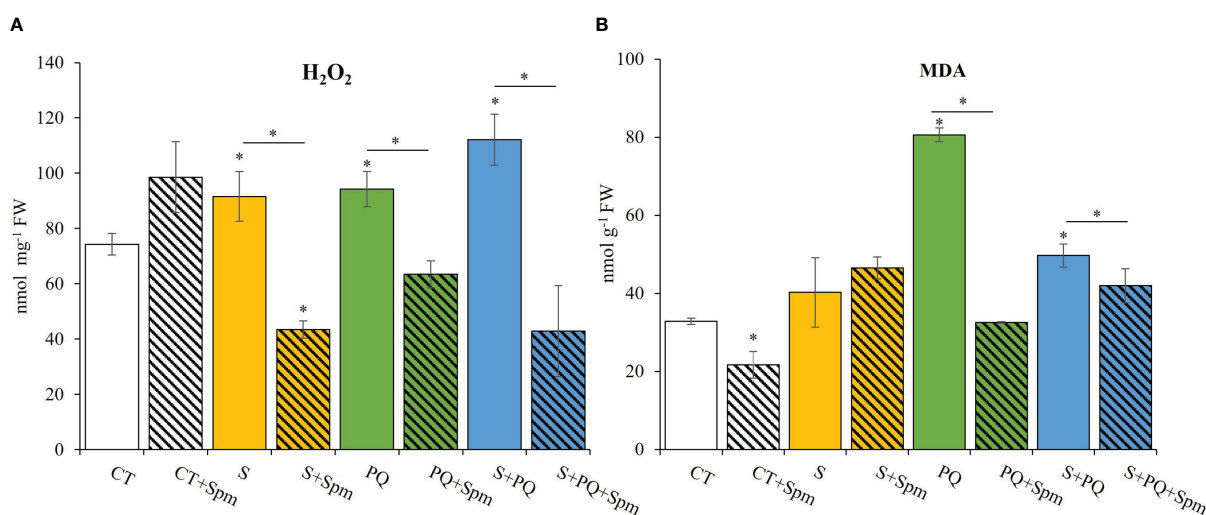 A
H₂O₂
nmol mg⁻¹ FW
140
120
100
80
60
40
20
0
*
*
*
*
*
*
*
CT
CT+Spm
S
S+Spm
PQ
PQ+Spm
S+PQ
S+PQ+Spm
B
MDA
nmol g⁻¹ FW
100
80
60
40
20
0
*
*
*
*
*
CT
CT+Spm
S
S+Spm
PQ
PQ+Spm
S+PQ
S+PQ+Spm